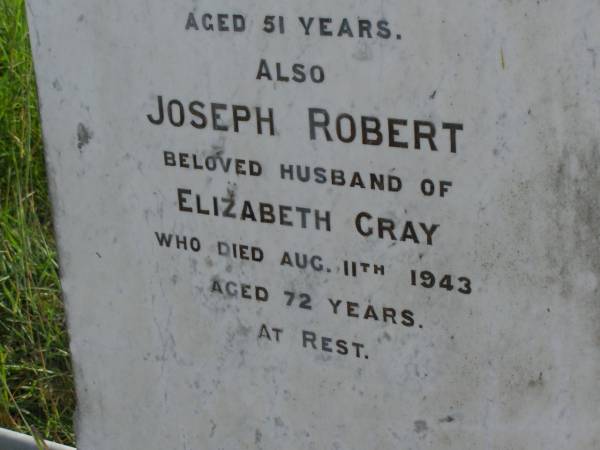 AGED 51 YEARS.
ALSO
JOSEPH ROBERT
BELOVED HUSBAND OF
ELIZABETH GRAY
WHO DIED AUG. 11TH 1943
AGED 72 YEARS.
AT REST.